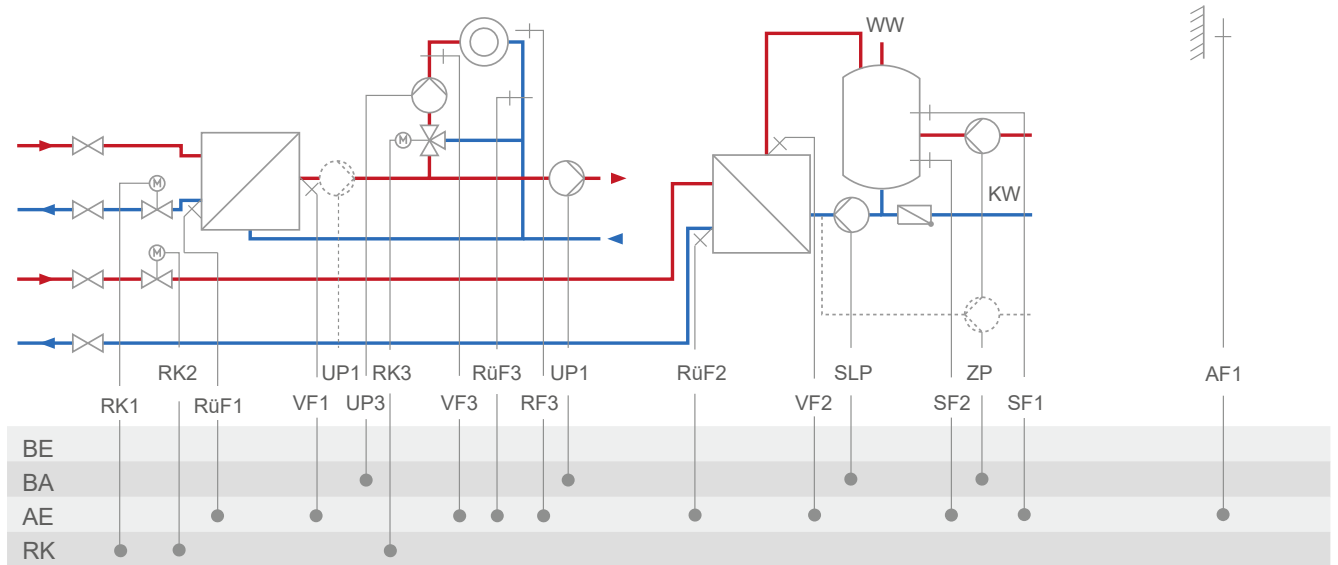 WW
M
M
KW
M
RK2 UP1 RK3 RüF3 UP1 RüF2 SLP ZP AF1
RK1 RüF1 VF1 UP3 VF3 RF3 VF2 SF2 SF1
BE
BA
AE
RK